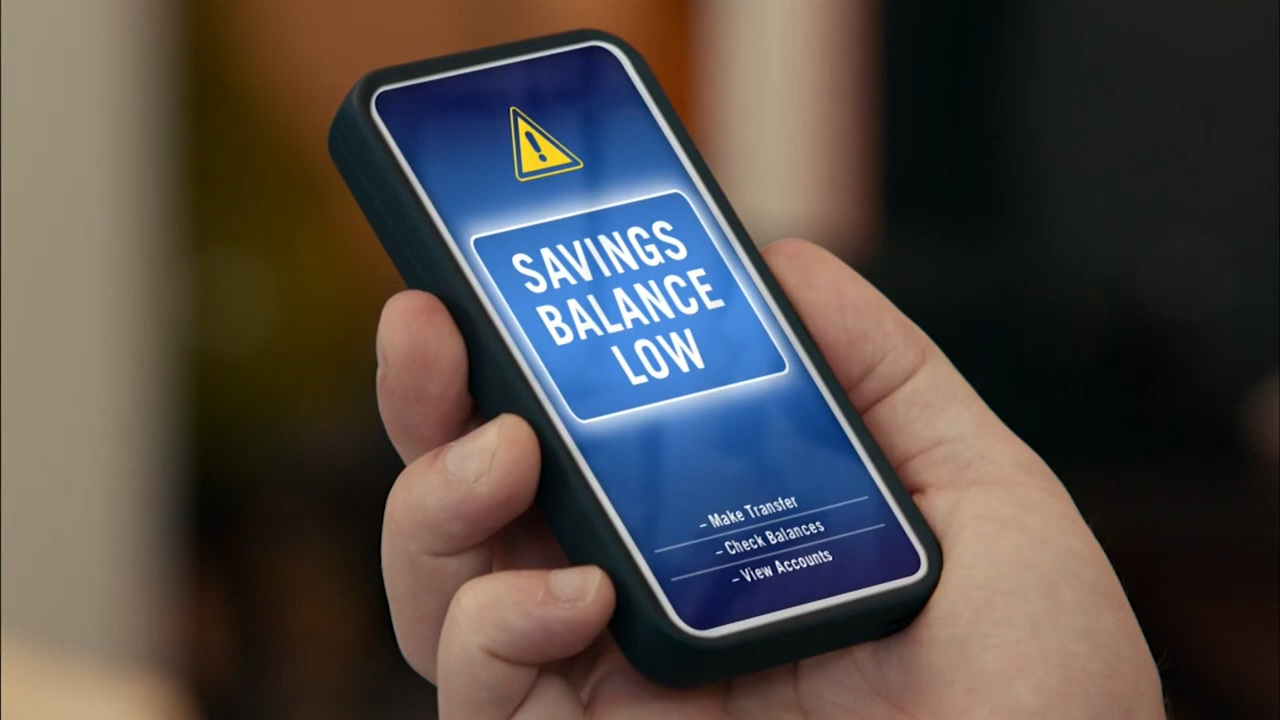 SAVINGS
BALANCE
LOW
– Make Transfer
– Check Balances
– View Accounts